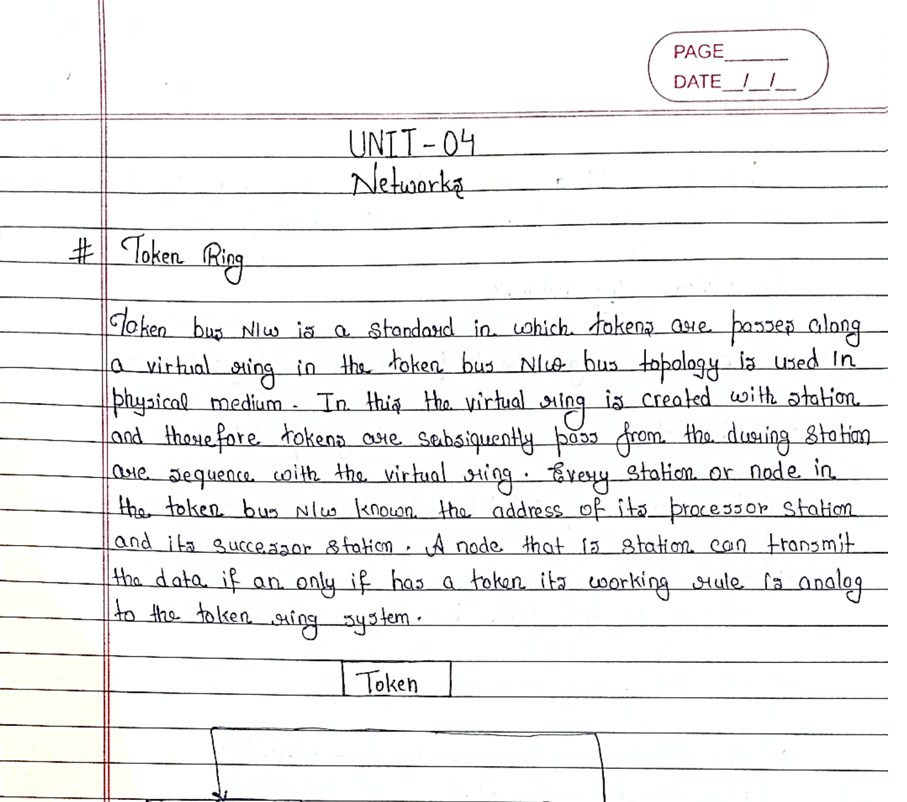 PAGE______
DATE__/__/__
UNIT-04
Networks
# Token Ring
Token bus N/w is a standard in which tokens are passes along
a virtual ring in the token bus N/w bus topology is used in
physical medium. In this the virtual ring is created with station
and therefore tokens are subsiquently pass from the during station
are sequence with the virtual ring. Every station or node in
the token bus N/w known the address of its processor station
and its successor station. A node that is station can transmit
the data if an only if has a token its working rule is analog
to the token ring system.
Token